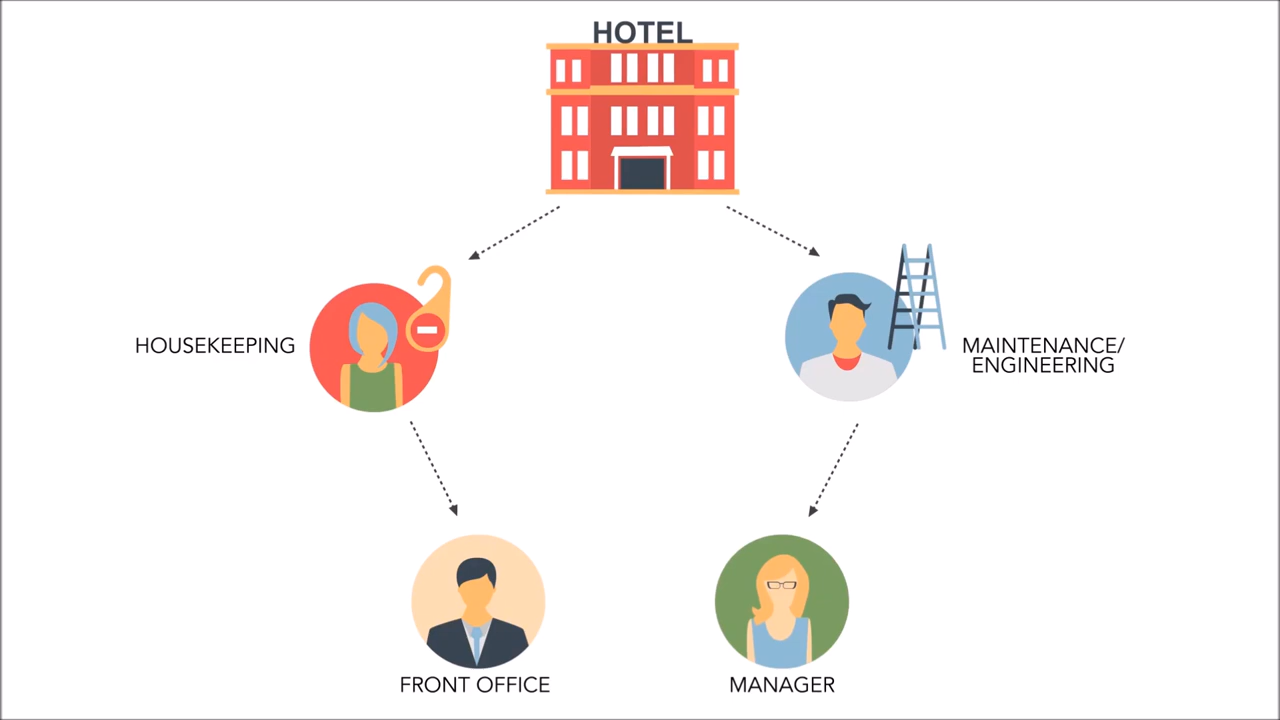 HOTEL
HOUSEKEEPING
MAINTENANCE/
ENGINEERING
FRONT OFFICE
MANAGER